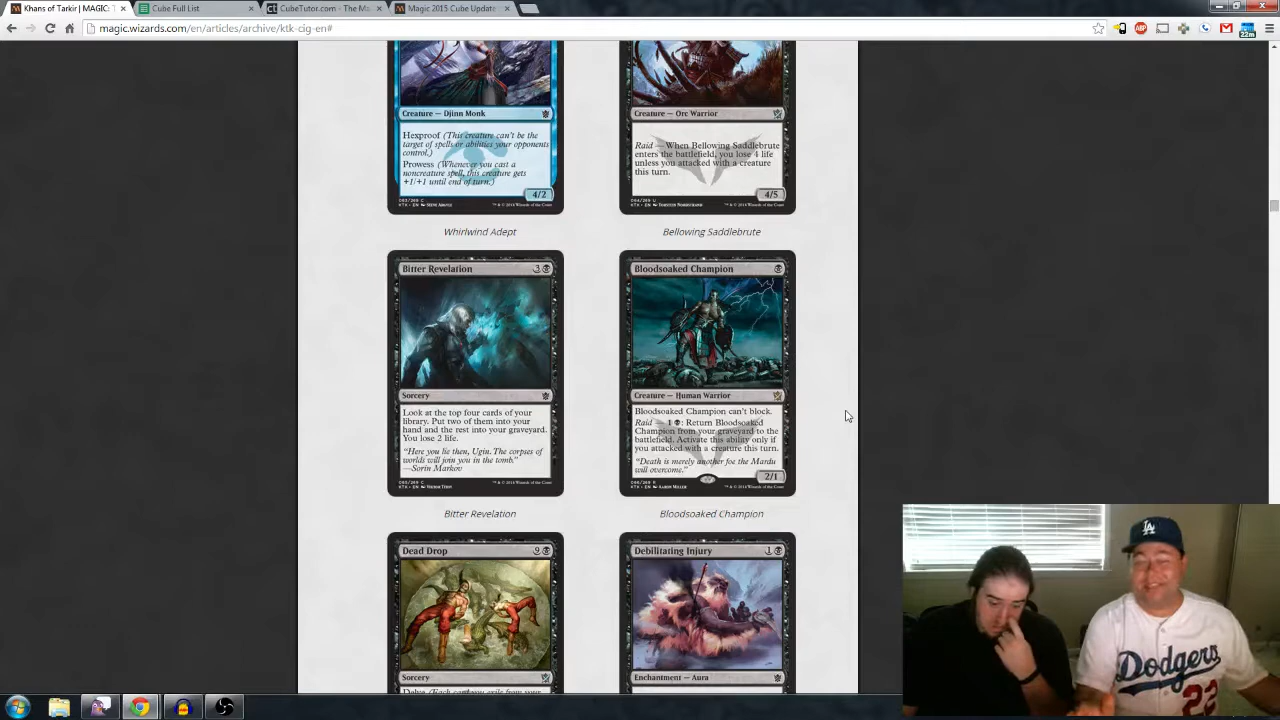 Khans of Tarkir | MAGIC: T
Cube Full List
CubeTutor.com - The Ma
Magic 2015 Cube Update
magic.wizards.com/en/articles/archive/ktk-cig-en#
ABP
22m
Creature — Djinn Monk
Hexproof (This creature can't be the
target of spells or abilities your opponents
control.)
Prowess (Whenever you cast a
noncreature spell, this creature gets
+1/+1 until end of turn.)
4/2
Whirlwind Adept
Creature — Orc Warrior
Raid — When Bellowing Saddlebrute
enters the battlefield, you lose 4 life
unless you attacked with a creature
this turn.
4/5
Bellowing Saddlebrute
Bitter Revelation 3
Sorcery
Look at the top four cards of your
library. Put two of them into your
hand and the rest into your graveyard.
You lose 2 life.
"Here you lie then, Ugin. The corpses of
worlds will join you in the tomb."
—Sorin Markov
Bitter Revelation
Bloodsoaked Champion
Creature — Human Warrior
Bloodsoaked Champion can't block.
Raid — 1 : Return Bloodsoaked
Champion from your graveyard to the
battlefield. Activate this ability only if
you attacked with a creature this turn.
"Death is merely another foe the Mardu
will overcome."
2/1
Bloodsoaked Champion
Dead Drop 9
Sorcery
Debilitating Injury 1
Enchantment — Aura
LA
Dodgers
22